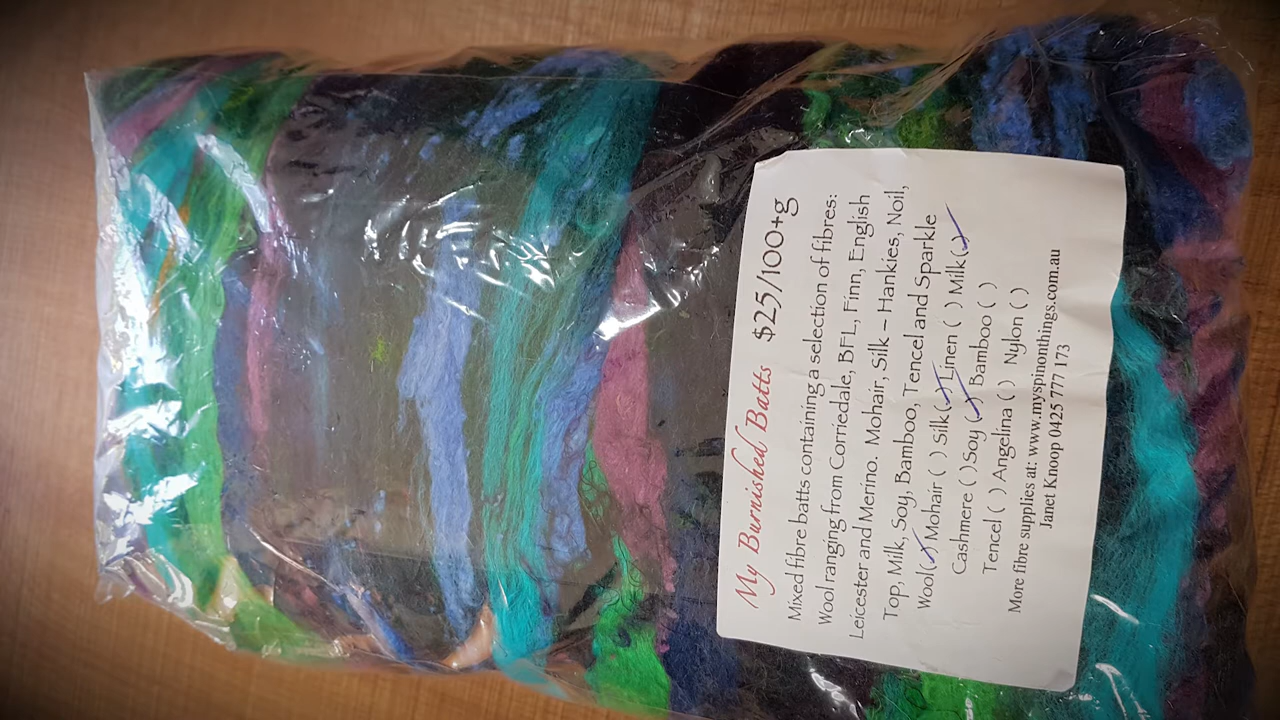 My Burnished Batts $25/100+g
Mixed fibre batts containing a selection of fibres:
Wool ranging from Corriedale, BFL, Finn, English
Leicester and Merino. Mohair, Silk – Hankies, Noil,
Top, Milk, Soy, Bamboo, Tencel and Sparkle
Wool (✓) Mohair ( ) Silk (✓) Linen ( ) Milk (✓)
Cashmere ( ) Soy (✓) Bamboo ( )
Tencel ( ) Angelina ( ) Nylon ( )
More fibre supplies at: www.myspinonthings.com.au
Janet Knoop 0425 777 173